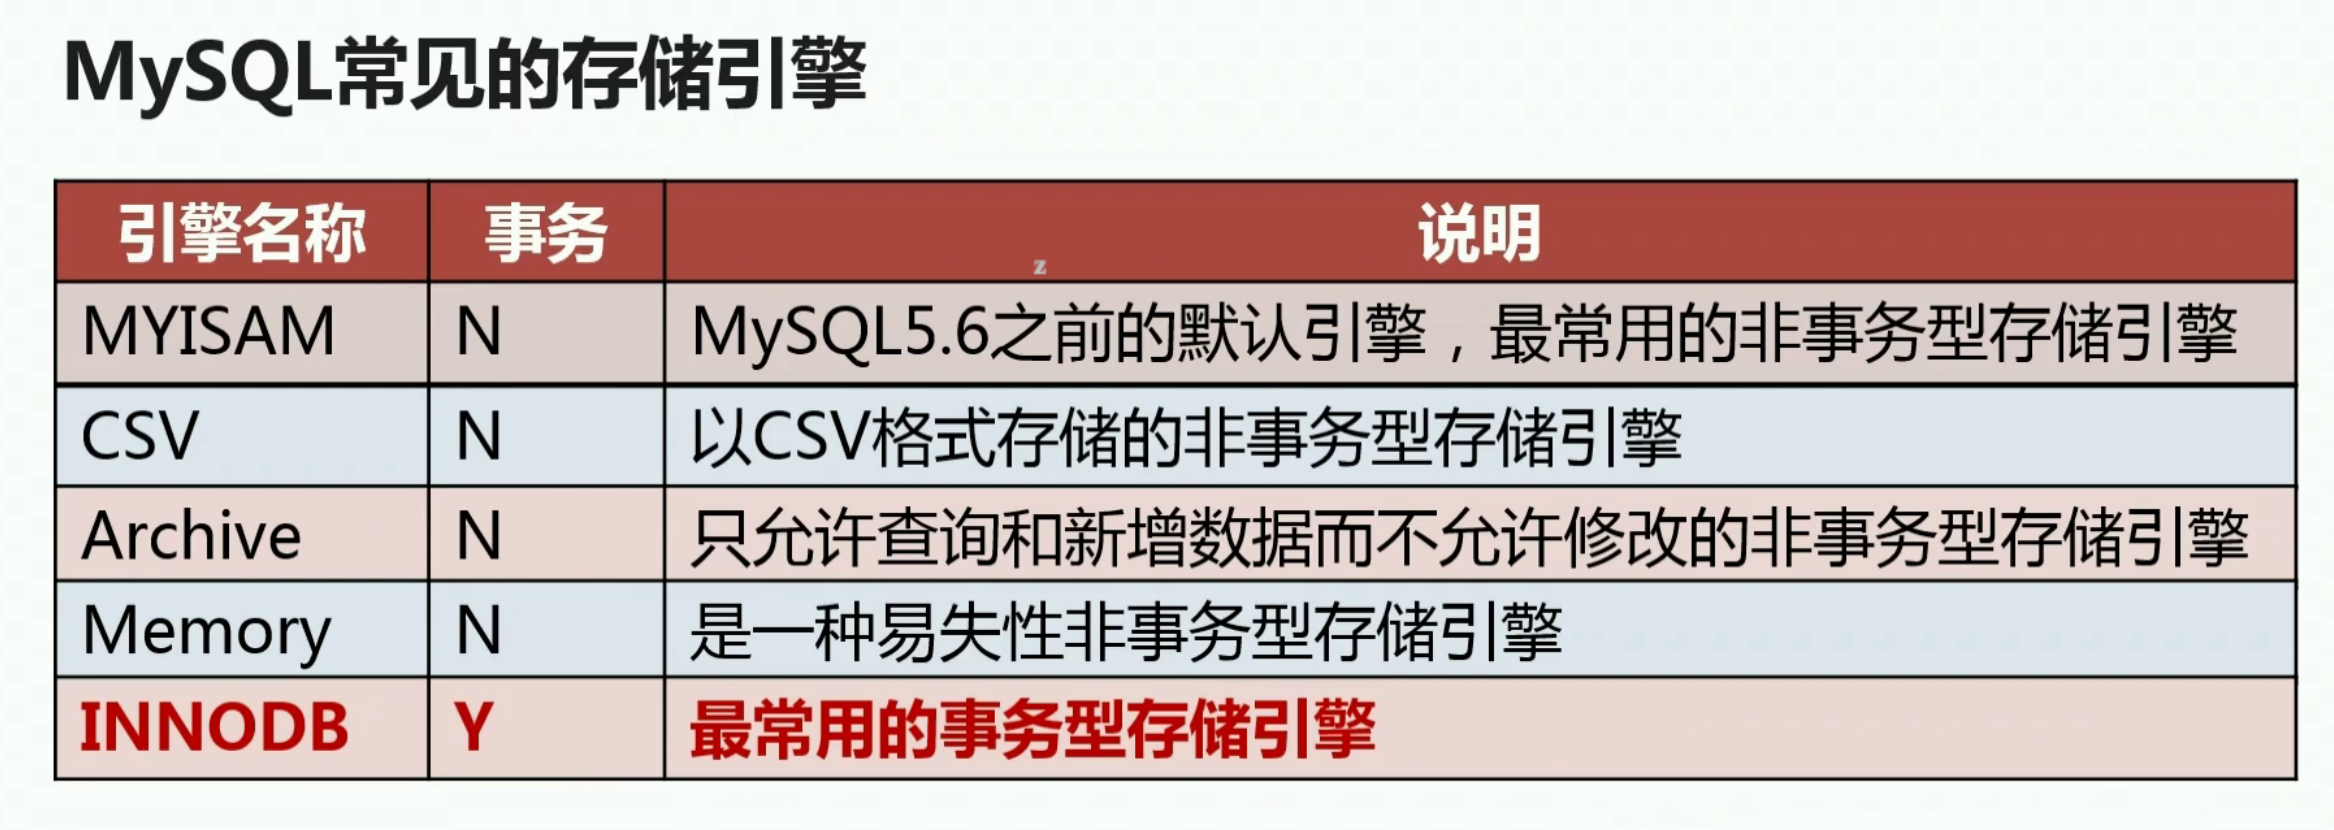 MySQL常见的存储引擎
引擎名称 事务 说明
z
MYISAM N MySQL5.6之前的默认引擎，最常用的非事务型存储引擎
CSV N 以CSV格式存储的非事务型存储引擎
Archive N 只允许查询和新增数据而不允许修改的非事务型存储引擎
Memory N 是一种易失性非事务型存储引擎
INNODB Y 最常用的事务型存储引擎